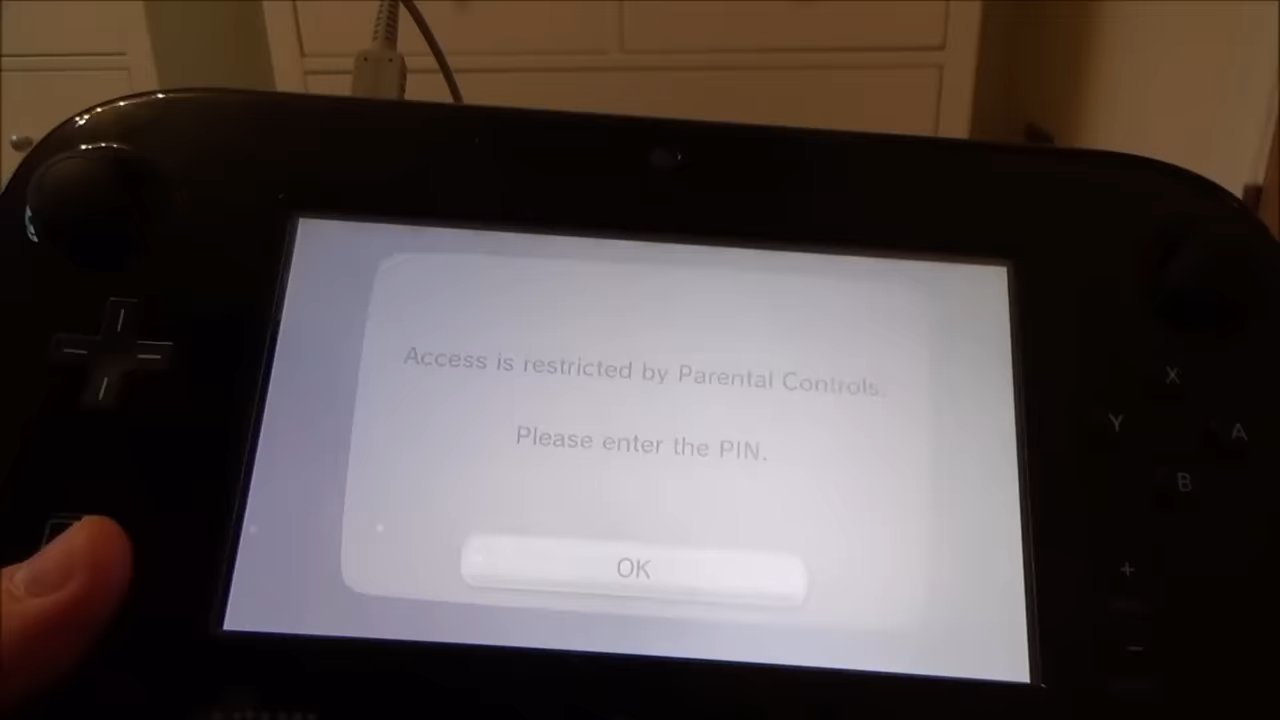 Access is restricted by Parental Controls.
Please enter the PIN.
OK
X
Y
A
B
+
-